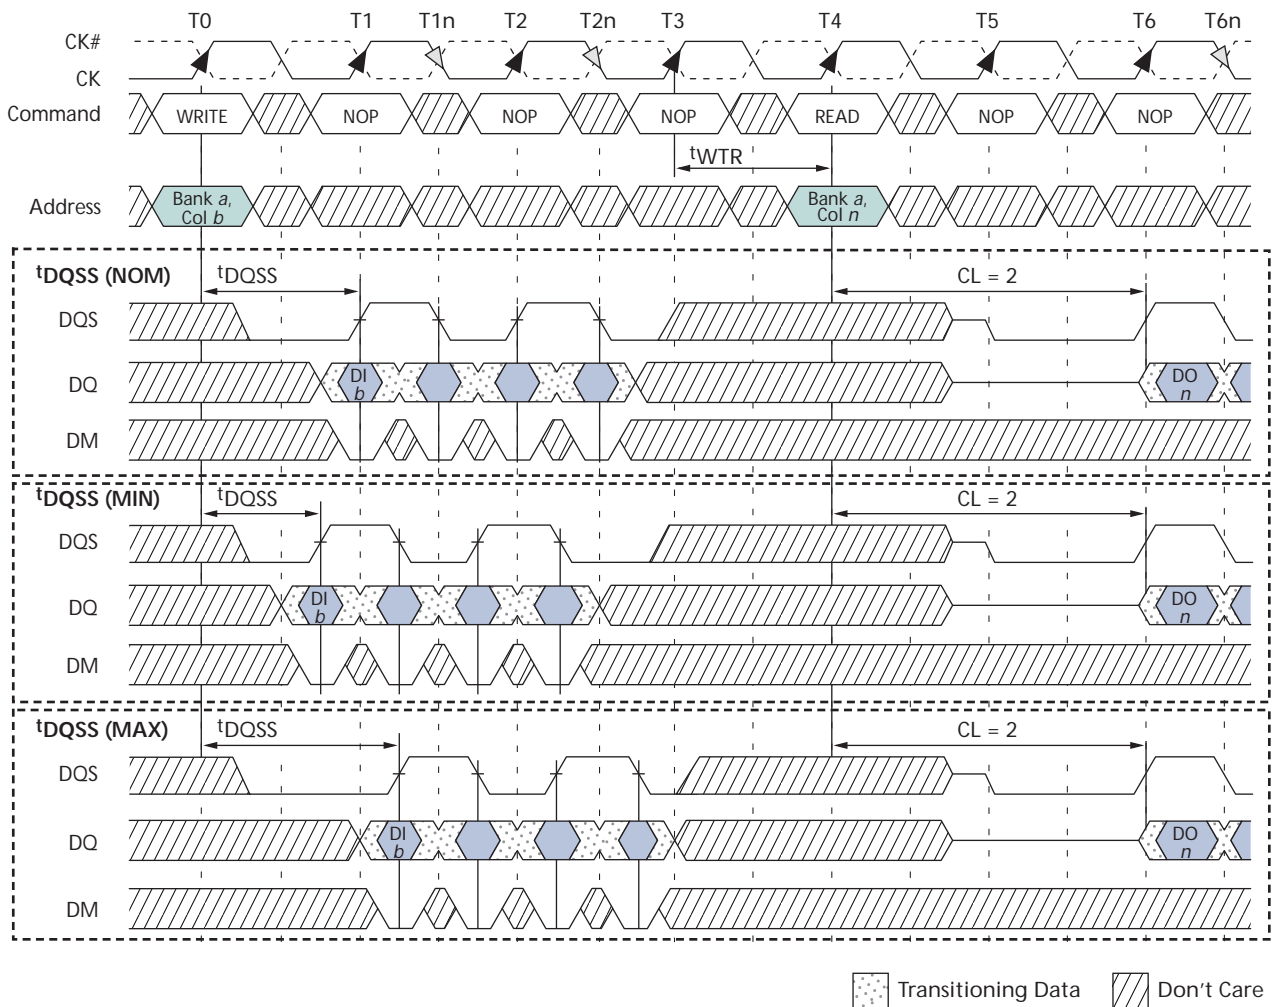 T0 T1 T1n T2 T2n T3 T4 T5 T6 T6n
CK#
CK
Command WRITE NOP NOP NOP READ NOP NOP
tWTR
Address Bank a, Col b Bank a, Col n
tDQSS (NOM) tDQSS CL = 2
DQS
DQ DI b DO n
DM
tDQSS (MIN) tDQSS CL = 2
DQS
DQ DI b DO n
DM
tDQSS (MAX) tDQSS CL = 2
DQS
DQ DI b DO n
DM
Transitioning Data Don't Care